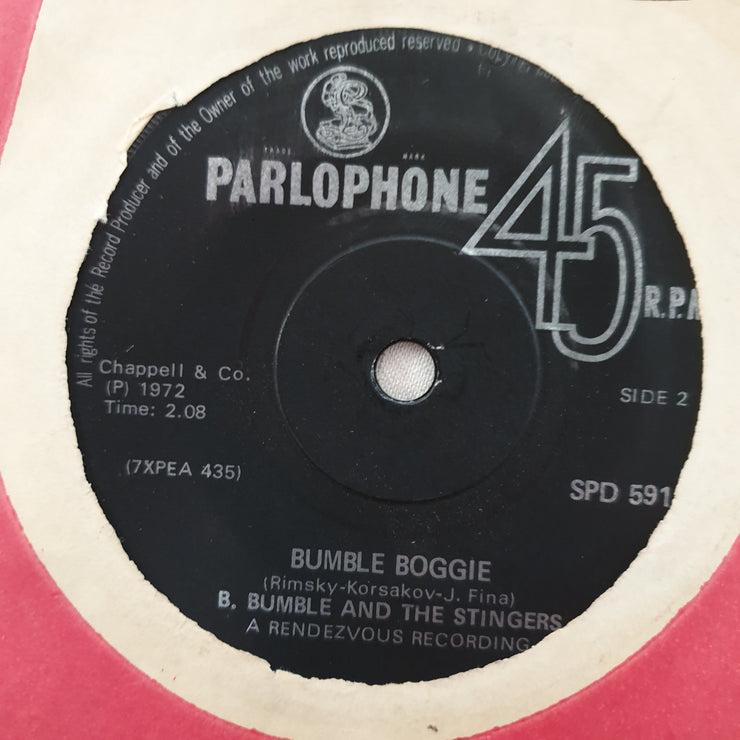 All rights of the Record Producer and of the Owner of the work reproduced reserved •
TRADE MARK
PARLOPHONE
45
R.P.
Chappell & Co.
(P) 1972
Time: 2.08
SIDE 2
(7XPEA 435)
SPD 591
BUMBLE BOGGIE
(Rimsky-Korsakov-J. Fina)
B. BUMBLE AND THE STINGERS
A RENDEZVOUS RECORDING